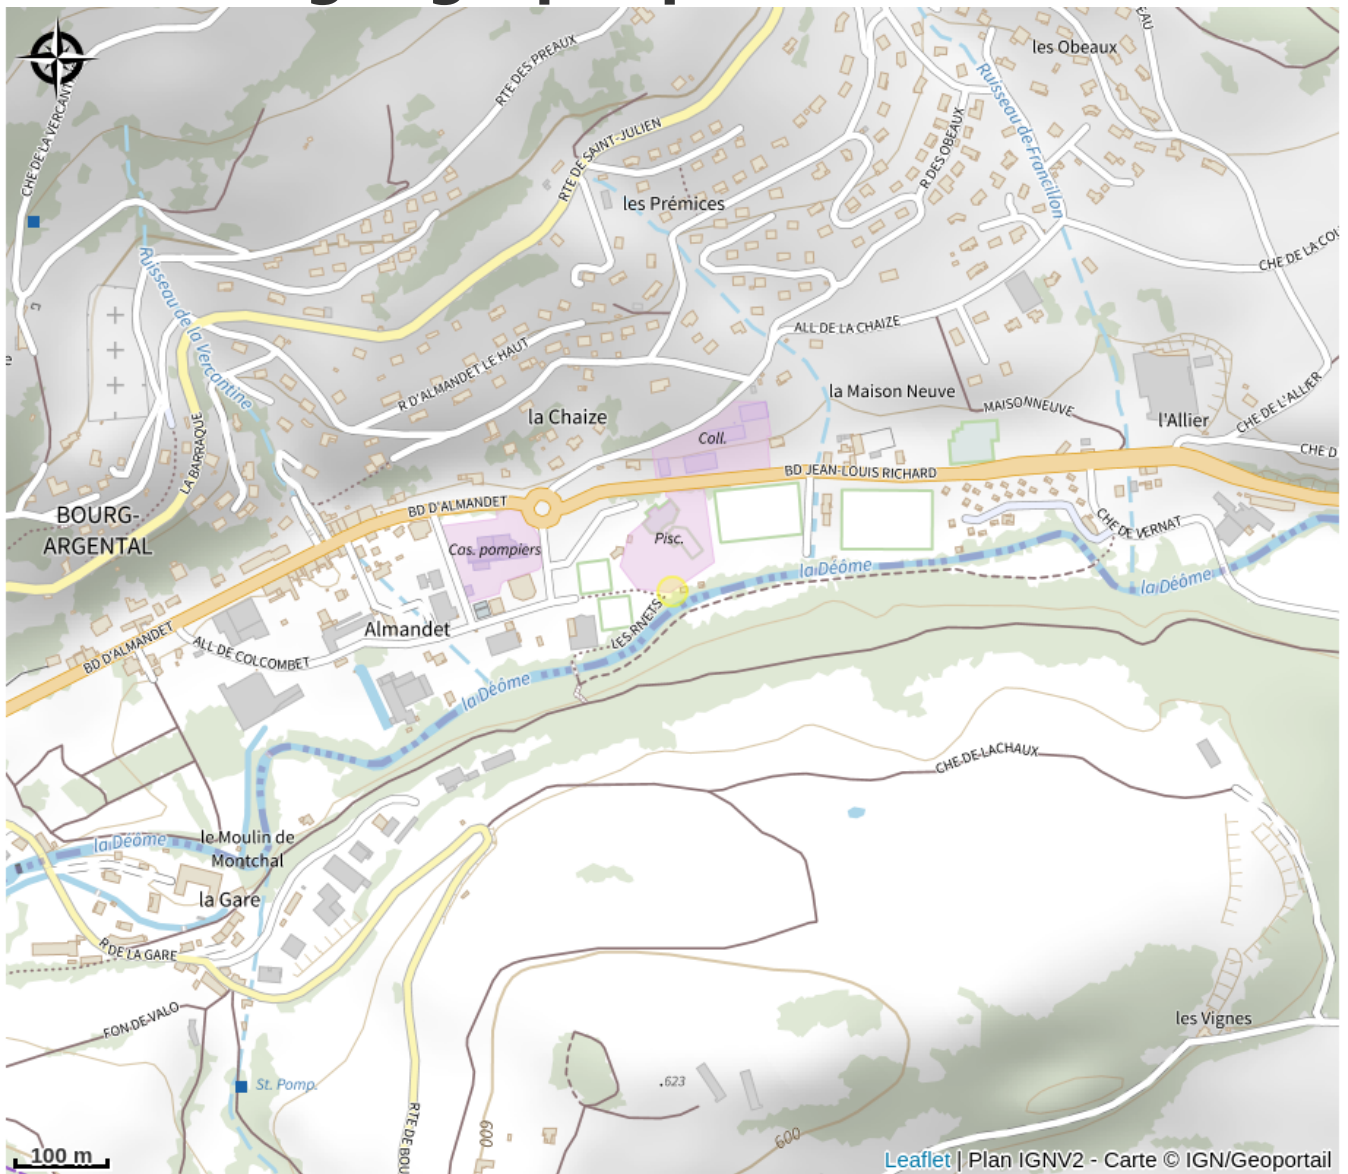 les Obeaux
RTE DES PREAUX
CHE DE LA VERCANT
Ruisseau de Francillon
RTE DE SAINT-JULIEN
R DES OBEAUX
les Prémices
CHE DE LA COL
Ruisseau de la Vercantine
ALL DE LA CHAIZE
R D'ALMANDET LE HAUT
la Maison Neuve
MAISONNEUVE
CHE DE L'ALLIER
la Chaize
l'Allier
LA BARRAQUE
Coll.
CHE D
BD JEAN-LOUIS RICHARD
BD D'ALMANDET
BOURG-
ARGENTAL
Cas. pompiers
Pisc.
CHE DE VERNAT
la Déôme
la Déôme
LES RNETS
Almandet
BD D'ALMANDET
ALL DE COLCOMBET
la Déôme
CHE DE LACHAUX
la Déôme
le Moulin de
Montchal
la Gare
R DE LA GARE
FON DE VALO
les Vignes
St. Pomp.
.623
RTE DE BOU
600
600
100 m
Leaflet | Plan IGNV2 - Carte © IGN/Geoportail